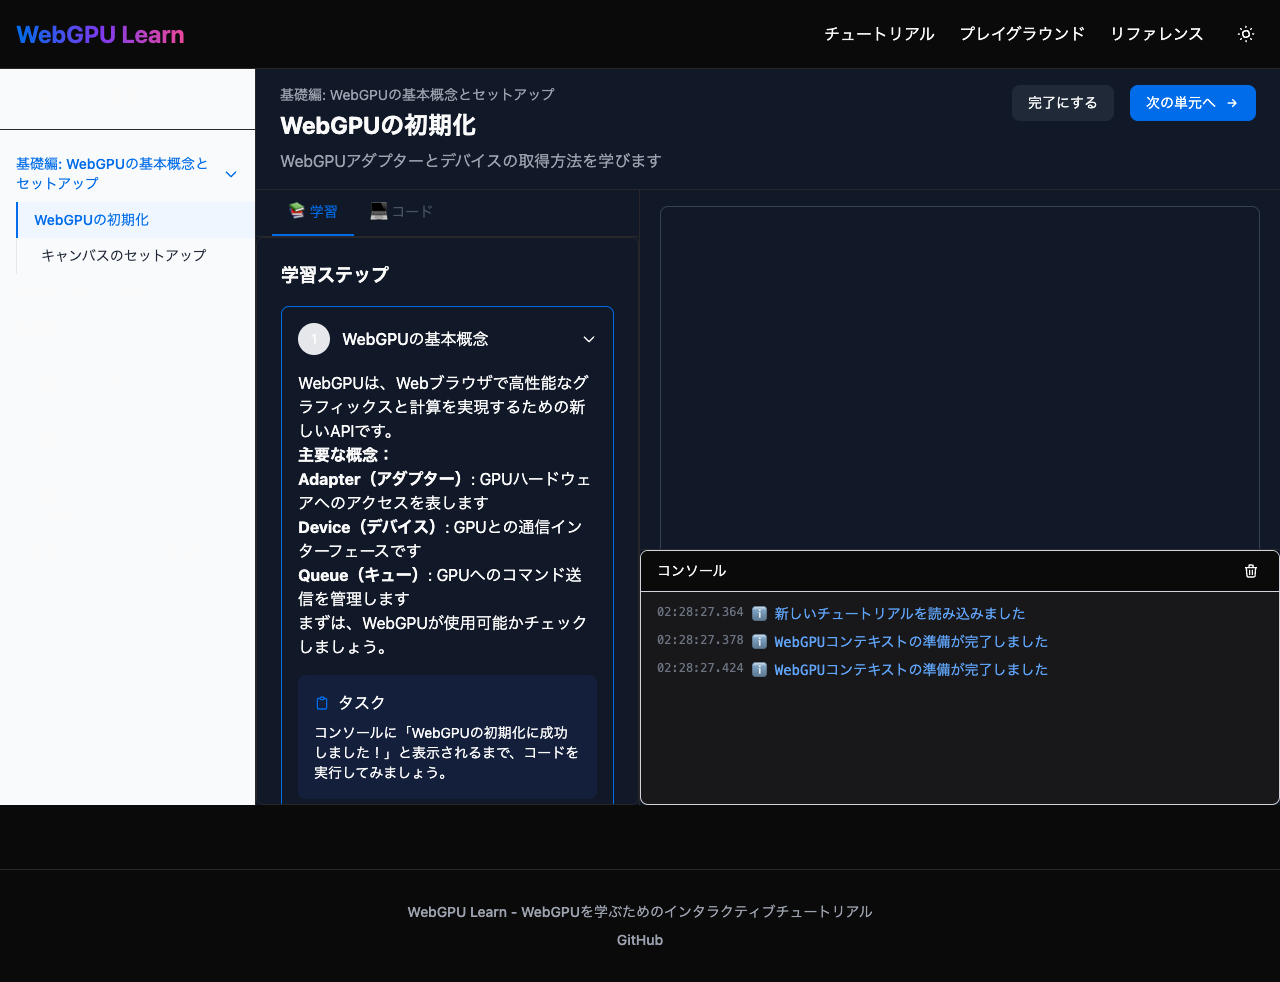 WebGPU Learn
チュートリアル
プレイグラウンド
リファレンス
基礎編: WebGPUの基本概念と
セットアップ
WebGPUの初期化
キャンバスのセットアップ
基礎編: WebGPUの基本概念とセットアップ
WebGPUの初期化
WebGPUアダプターとデバイスの取得方法を学びます
完了にする
次の単元へ →
📚 学習
💻 コード
学習ステップ
1
WebGPUの基本概念
WebGPUは、Webブラウザで高性能なグ
ラフィックスと計算を実現するための新
しいAPIです。
主要な概念：
Adapter（アダプター）: GPUハードウェ
アへのアクセスを表します
Device（デバイス）: GPUとの通信イン
ターフェースです
Queue（キュー）: GPUへのコマンド送
信を管理します
まずは、WebGPUが使用可能かチェック
しましょう。
タスク
コンソールに「WebGPUの初期化に成功
しました！」と表示されるまで、コードを
実行してみましょう。
コンソール
02:28:27.364 ℹ️ 新しいチュートリアルを読み込みました
02:28:27.378 ℹ️ WebGPUコンテキストの準備が完了しました
02:28:27.424 ℹ️ WebGPUコンテキストの準備が完了しました
WebGPU Learn - WebGPUを学ぶためのインタラクティブチュートリアル
GitHub